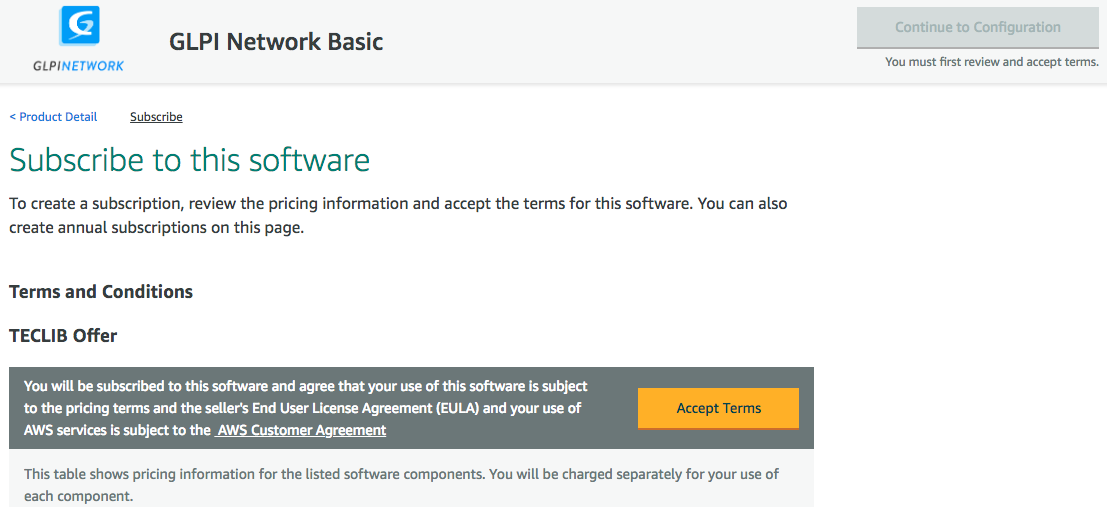 GLPI Network Basic
Continue to Configuration
GLPINETWORK
You must first review and accept terms.
< Product Detail
Subscribe
Subscribe to this software
To create a subscription, review the pricing information and accept the terms for this software. You can also
create annual subscriptions on this page.
Terms and Conditions
TECLIB Offer
You will be subscribed to this software and agree that your use of this software is subject
to the pricing terms and the seller's End User License Agreement (EULA) and your use of
AWS services is subject to the AWS Customer Agreement
Accept Terms
This table shows pricing information for the listed software components. You will be charged separately for your use of
each component.